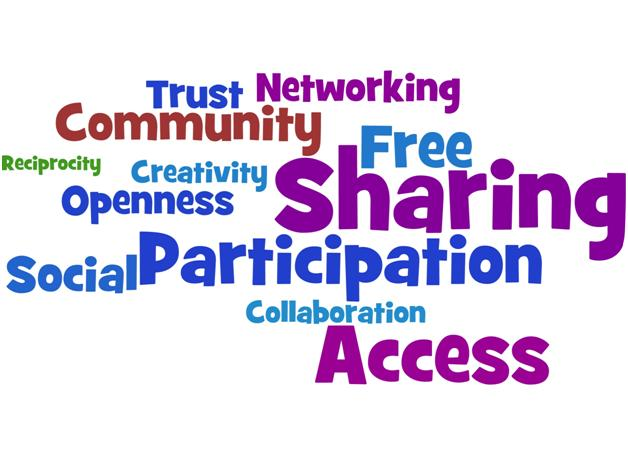 Trust Networking
Community
Free
Reciprocity
Creativity
Sharing
Openness
Social Participation
Collaboration
Access